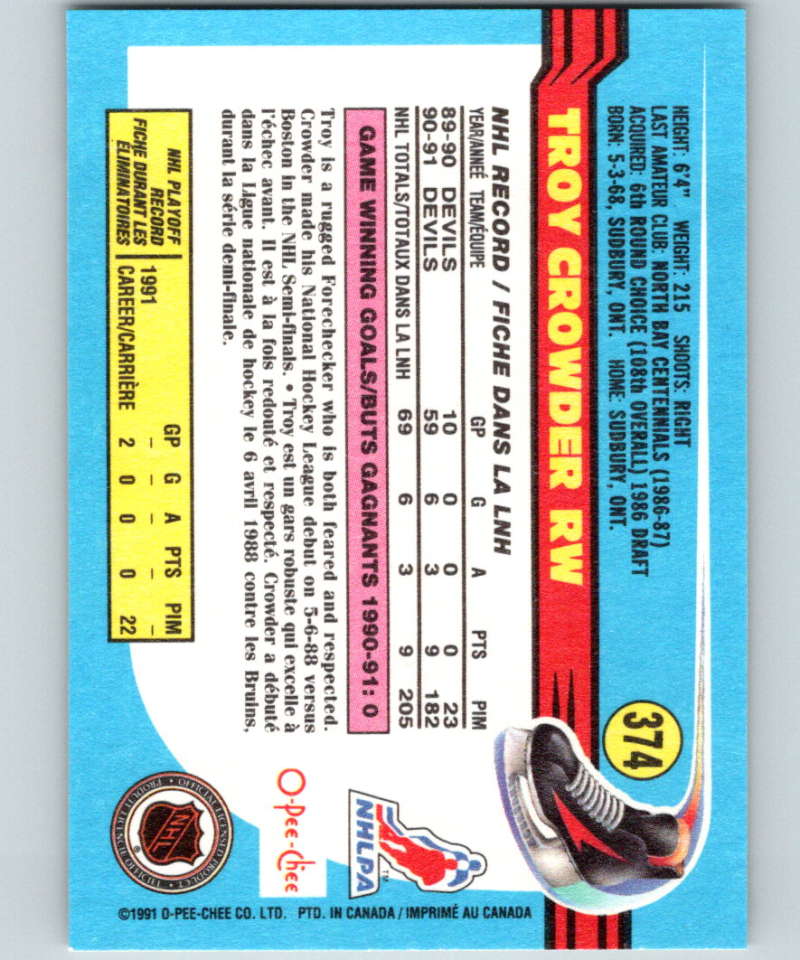 HEIGHT: 6'4" WEIGHT: 215 SHOOTS: RIGHT
LAST AMATEUR CLUB: NORTH BAY CENTENNIALS (1986-87)
ACQUIRED: 6th ROUND CHOICE (108th OVERALL) 1986 DRAFT
BORN: 5-3-68, SUDBURY, ONT. HOME: SUDBURY, ONT.
374
TROY CROWDER RW
NHL RECORD / FICHE DANS LA LNH
YEAR/ANNEÉ TEAM/ÉQUIPE GP G A PTS PIM
89-90 DEVILS 10 0 0 0 23
90-91 DEVILS 59 6 3 9 182
NHL TOTALS/TOTAUX DANS LA LNH 69 6 3 9 205
GAME WINNING GOALS/BUTS GAGNANTS 1990-91: 0
Troy is a rugged Forechecker who is both feared and respected.
Crowder made his National Hockey League debut on 5-6-88 versus
Boston in the NHL Semi-finals. • Troy est un gars robuste qui excelle à
l'échec avant. Il est à la fois redouté et respecté. Crowder a débuté
dans la Ligue nationale de hockey le 6 avril 1988 contre les Bruins,
durant la série demi-finale.
NHL PLAYOFF
RECORD
FICHE DURANT LES
ÉLIMINATOIRES
GP G A PTS PIM
1991 – – – – –
CAREER/CARRIÈRE 2 0 0 0 22
NHLPA
TM
O-Pee-Chee
OFFICIAL LICENSED PRODUCT • PRODUIT LICENCIÉ OFFICIEL •
NHL
®
©1991 O-PEE-CHEE CO. LTD. PTD. IN CANADA / IMPRIMÉ AU CANADA